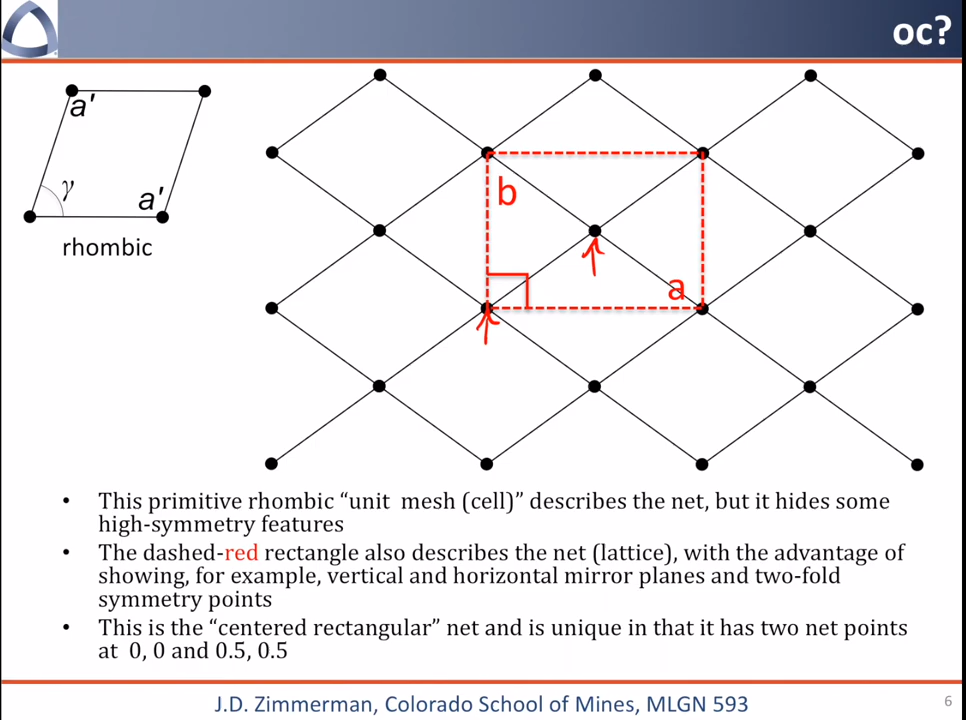 oc?
a'
γ
a'
rhombic
b
a
• This primitive rhombic “unit mesh (cell)” describes the net, but it hides some
high-symmetry features
• The dashed-red rectangle also describes the net (lattice), with the advantage of
showing, for example, vertical and horizontal mirror planes and two-fold
symmetry points
• This is the “centered rectangular” net and is unique in that it has two net points
at 0, 0 and 0.5, 0.5
J.D. Zimmerman, Colorado School of Mines, MLGN 593
6